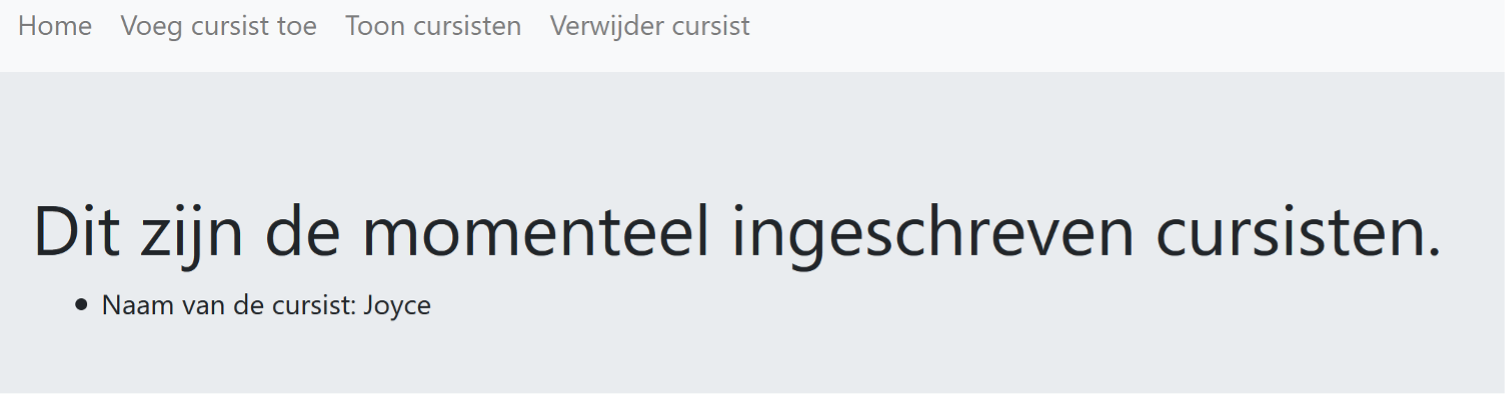 Home Voeg cursist toe Toon cursisten Verwijder cursist
Dit zijn de momenteel ingeschreven cursisten.
Naam van de cursist: Joyce